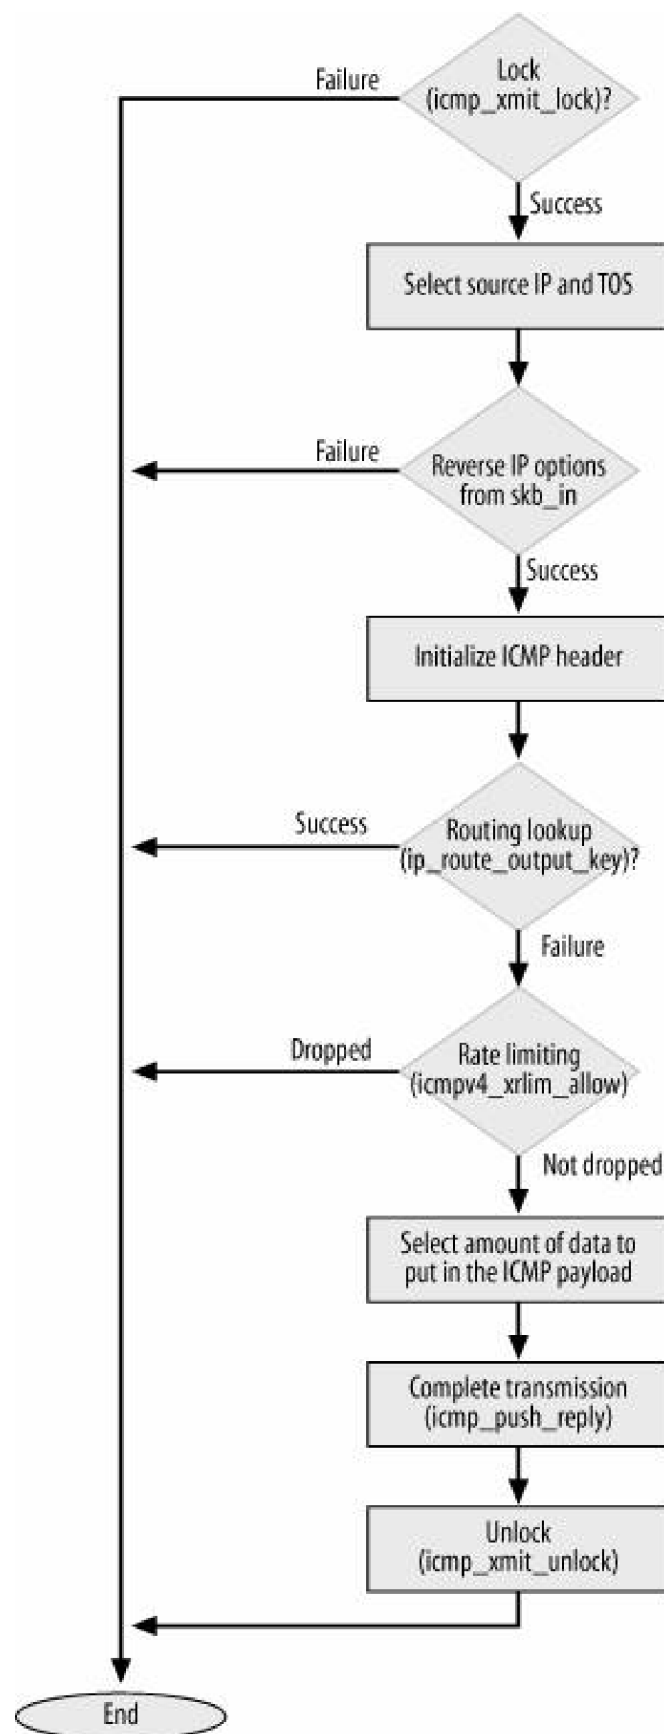 Failure
Lock
(icmp_xmit_lock)?
Success
Select source IP and TOS
Failure
Reverse IP options
from skb_in
Success
Initialize ICMP header
Success
Routing lookup
(ip_route_output_key)?
Failure
Dropped
Rate limiting
(icmpv4_xrlim_allow)
Not dropped
Select amount of data to
put in the ICMP payload
Complete transmission
(icmp_push_reply)
Unlock
(icmp_xmit_unlock)
End